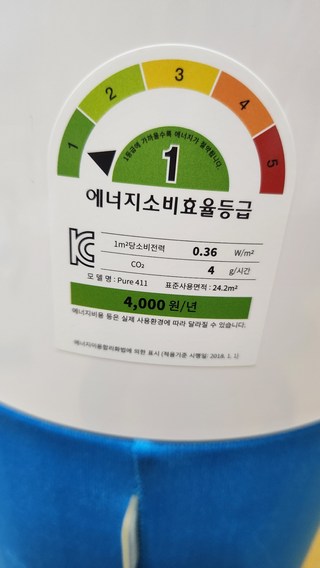 1 2 3 4 5
1등급에 가까울수록 에너지가 절약됩니다.
1
에너지소비효율등급
1m²당소비전력 0.36 W/m²
CO₂ 4 g/시간
모 델 명 : Pure 411 표준사용면적 : 24.2m²
4,000 원/년
에너지비용 등은 실제 사용환경에 따라 달라질 수 있습니다.
에너지이용합리화법에 의한 표시 (적용기준 시행일: 2018. 1. 1)